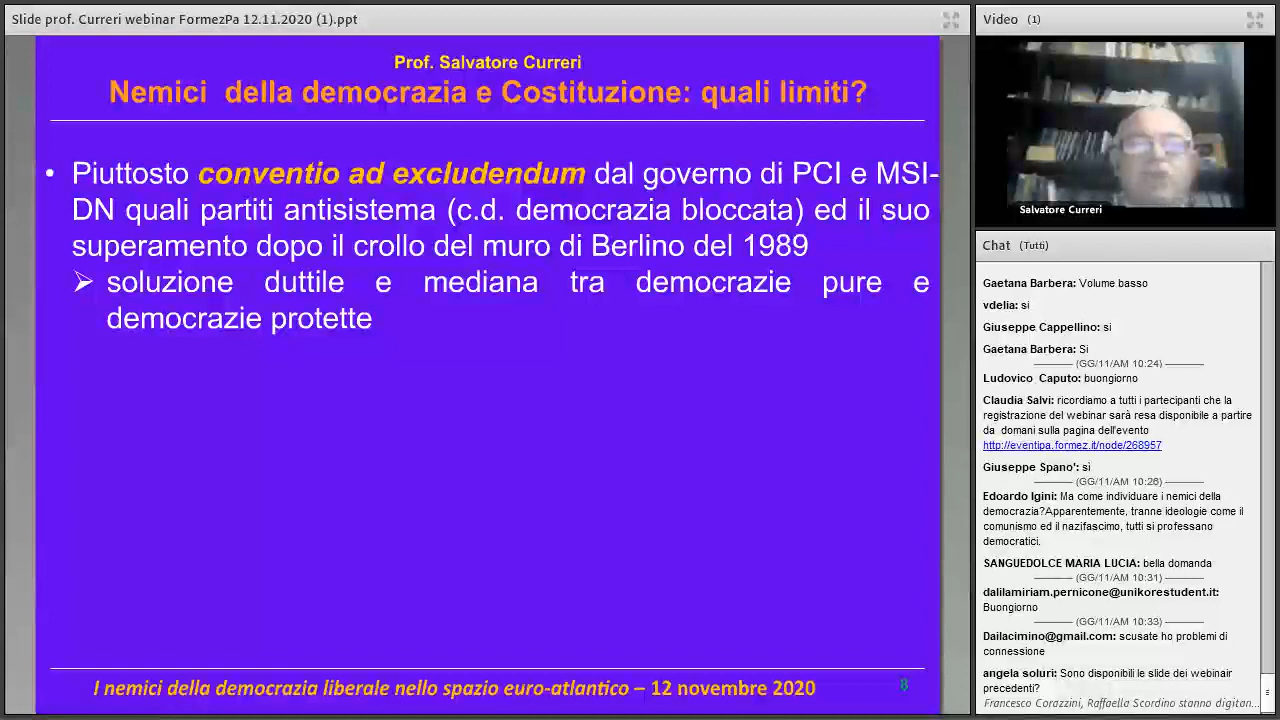 Slide prof. Curreri webinar FormezPa 12.11.2020 (1).ppt
Prof. Salvatore Curreri
Nemici della democrazia e Costituzione: quali limiti?
• Piuttosto conventio ad excludendum dal governo di PCI e MSI-
DN quali partiti antisistema (c.d. democrazia bloccata) ed il suo
superamento dopo il crollo del muro di Berlino del 1989
➢ soluzione duttile e mediana tra democrazie pure e
democrazie protette
I nemici della democrazia liberale nello spazio euro-atlantico – 12 novembre 2020
8
Video (1)
Salvatore Curreri
Chat (Tutti)
Gaetana Barbera: Volume basso
vdelia: si
Giuseppe Cappellino: si
Gaetana Barbera: Si
(GG/11/AM 10:24)
Ludovico Caputo: buongiorno
Claudia Salvi: ricordiamo a tutti i partecipanti che la
registrazione del webinar sarà resa disponibile a partire
da domani sulla pagina dell'evento
http://eventipa.formez.it/node/268957
Giuseppe Spano': si
(GG/11/AM 10:26)
Edoardo Igini: Ma come individuare i nemici della
democrazia?Apparentemente, tranne ideologie come il
comunismo ed il nazifascimo, tutti si professano
democratici.
SANGUEDOLCE MARIA LUCIA: bella domanda
(GG/11/AM 10:31)
dalilamiriam.pernicone@unikorestudent.it:
Buongiorno
(GG/11/AM 10:33)
Dailacimino@gmail.com: scusate ho problemi di
connessione
angela soluri: Sono disponibili le slide dei webinar
precedenti?
Francesco Corazzini, Raffaella Scordino stanno digitan...